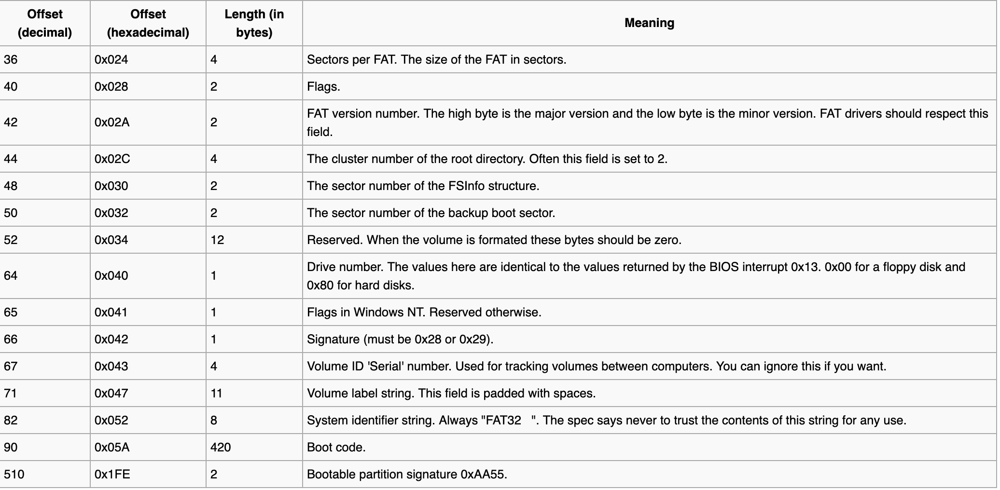 Offset (decimal) Offset (hexadecimal) Length (in bytes) Meaning
36 0x024 4 Sectors per FAT. The size of the FAT in sectors.
40 0x028 2 Flags.
42 0x02A 2 FAT version number. The high byte is the major version and the low byte is the minor version. FAT drivers should respect this
field.
44 0x02C 4 The cluster number of the root directory. Often this field is set to 2.
48 0x030 2 The sector number of the FSInfo structure.
50 0x032 2 The sector number of the backup boot sector.
52 0x034 12 Reserved. When the volume is formated these bytes should be zero.
64 0x040 1 Drive number. The values here are identical to the values returned by the BIOS interrupt 0x13. 0x00 for a floppy disk and
0x80 for hard disks.
65 0x041 1 Flags in Windows NT. Reserved otherwise.
66 0x042 1 Signature (must be 0x28 or 0x29).
67 0x043 4 Volume ID 'Serial' number. Used for tracking volumes between computers. You can ignore this if you want.
71 0x047 11 Volume label string. This field is padded with spaces.
82 0x052 8 System identifier string. Always "FAT32   ". The spec says never to trust the contents of this string for any use.
90 0x05A 420 Boot code.
510 0x1FE 2 Bootable partition signature 0xAA55.